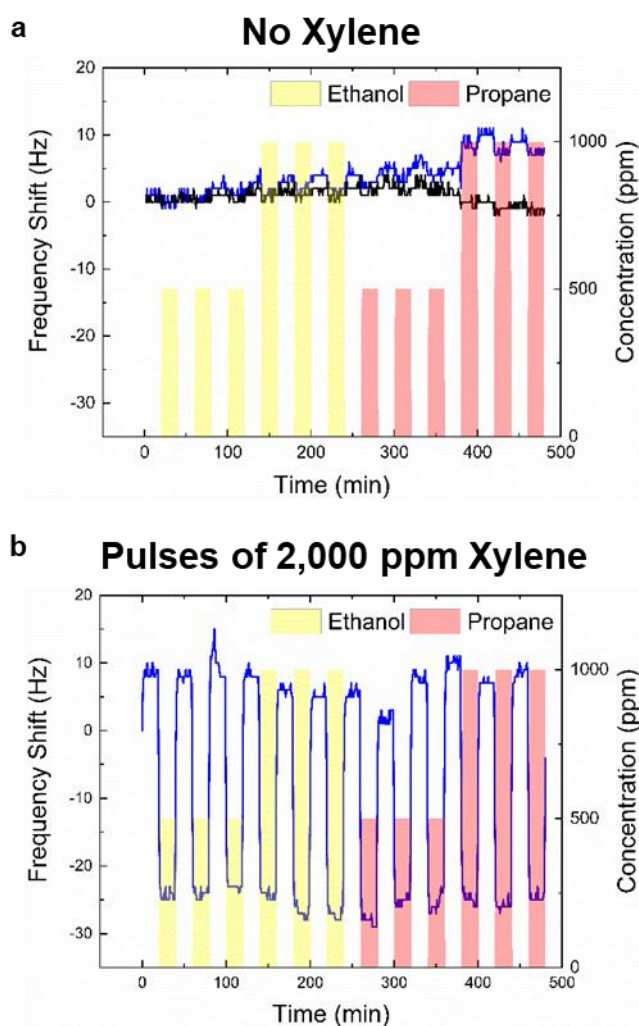 a
No Xylene
20
10
0
-10
-20
-30
Frequency Shift (Hz)
Ethanol
Propane
1000
500
0
Concentration (ppm)
0 100 200 300 400 500
Time (min)
b
Pulses of 2,000 ppm Xylene
20
10
0
-10
-20
-30
Frequency Shift (Hz)
Ethanol
Propane
1000
500
0
Concentration (ppm)
0 100 200 300 400 500
Time (min)